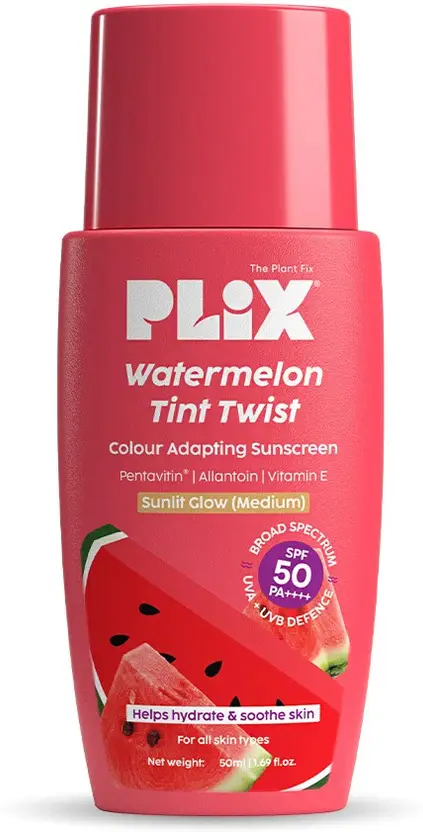 The Plant Fix
PLiX®
Watermelon
Tint Twist
Colour Adapting Sunscreen
Pentavitin® | Allantoin | Vitamin E
Sunlit Glow (Medium)
BROAD SPECTRUM
SPF
50
PA++++
UVA + UVB DEFENCE
Helps hydrate & soothe skin
For all skin types
Net weight: 50ml | 1.69 fl.oz.